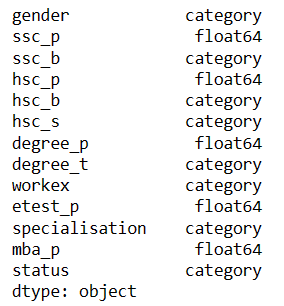 gender category
ssc_p float64
ssc_b category
hsc_p float64
hsc_b category
hsc_s category
degree_p float64
degree_t category
workex category
etest_p float64
specialisation category
mba_p float64
status category
dtype: object